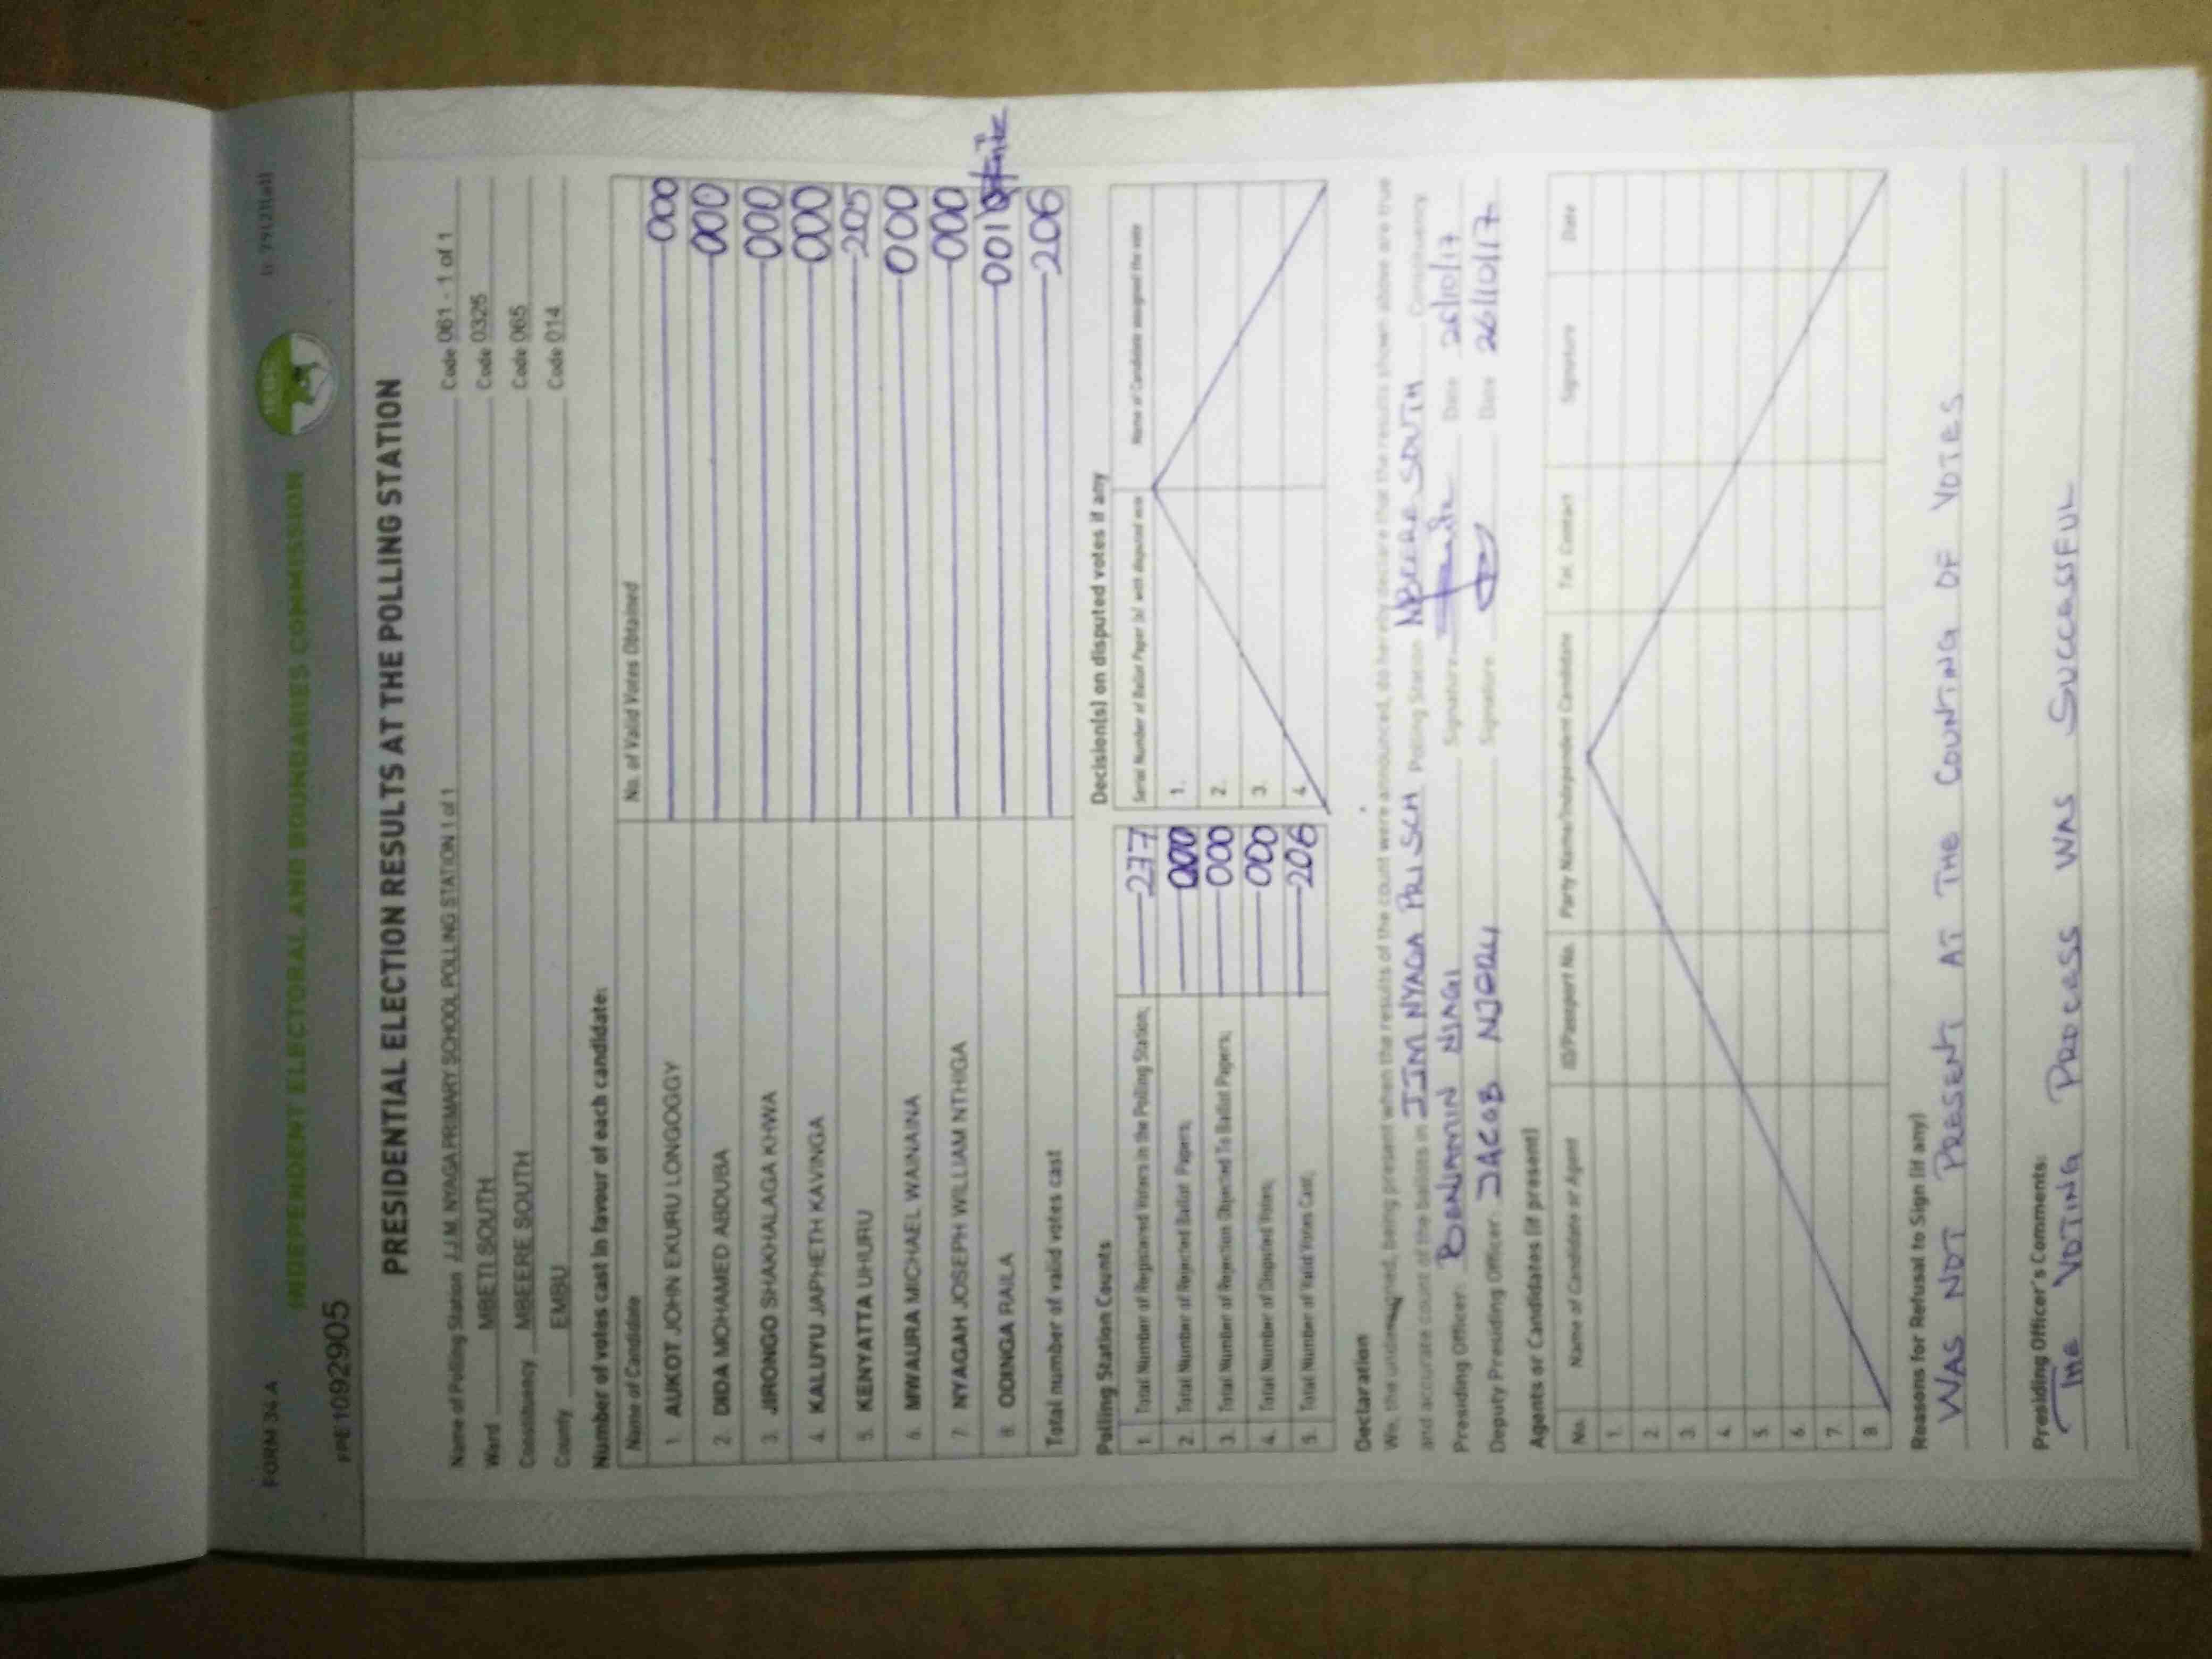 FORM 34 A
INDEPENDENT ELECTORAL AND BOUNDARIES COMMISSION
#PE1092905
PRESIDENTIAL ELECTION RESULTS AT THE POLLING STATION
Name of Polling Station J.J.M. NYAGA PRIMARY SCHOOL POLLING STATION 1 of 1 Code 061 - 1 of 1
Ward MBETI SOUTH Code 0325
Constituency MBEERE SOUTH Code 065
County EMBU Code 014
Number of votes cast in favour of each candidate:
Name of Candidate No. of Valid Votes Obtained
1. AUKOT JOHN EKURU LONGOGGY 000
2. DIDA MOHAMED ABDUBA 000
3. JIRONGO SHAKHALAGA KHWA 000
4. KALUYU JAPHETH KAVINGA 000
5. KENYATTA UHURU 205
6. MWAURA MICHAEL WAINAINA 000
7. NYAGAH JOSEPH WILLIAM NTHIGA 000
8. ODINGA RAILA 001
Total number of valid votes cast 206
Polling Station Counts
1. Total Number of Registered Voters in the Polling Station; 237
2. Total Number of Rejected Ballot Papers; 000
3. Total Number of Rejection Objected To Ballot Papers; 000
4. Total Number of Disputed Votes; 000
5. Total Number of Valid Votes Cast; 206
Decision(s) on disputed votes if any
Serial Number of Ballot Paper (s) with disputed vote Name of Candidate assigned the vote
1.
2.
3.
4.
Declaration
We, the undersigned, being present when the results of the count were announced, do hereby declare that the results shown above are true
and accurate count of the ballots in JJM NYAGA PRI SCH Polling Station MBEERE SOUTH Constituency
Presiding Officer: BENJAMIN NJAGI Signature: Date 26/10/17
Deputy Presiding Officer: JACOB NJERU Signature: Date 26/10/17
Agents or Candidates (if present)
No. Name of Candidate or Agent ID/Passport No. Party Name/Independent Candidate Tel. Contact Signature Date
1.
2.
3.
4.
5.
6.
7.
8.
Reasons for Refusal to Sign (if any)
WAS NOT PRESENT AT THE COUNTING OF VOTES
Presiding Officer's Comments:
THE VOTING PROCESS WAS SUCCASSFUL